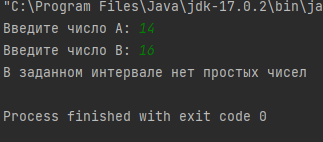 "C:\Program Files\Java\jdk-17.0.2\bin\ja
Введите число A: 14
Введите число B: 16
В заданном интервале нет простых чисел
Process finished with exit code 0